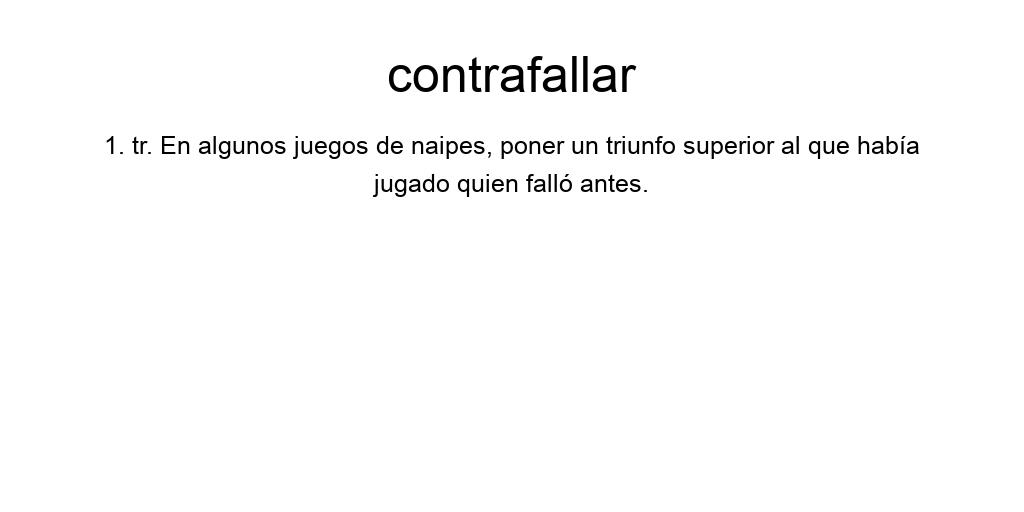 contrafallar
1. tr. En algunos juegos de naipes, poner un triunfo superior al que había
jugado quien falló antes.